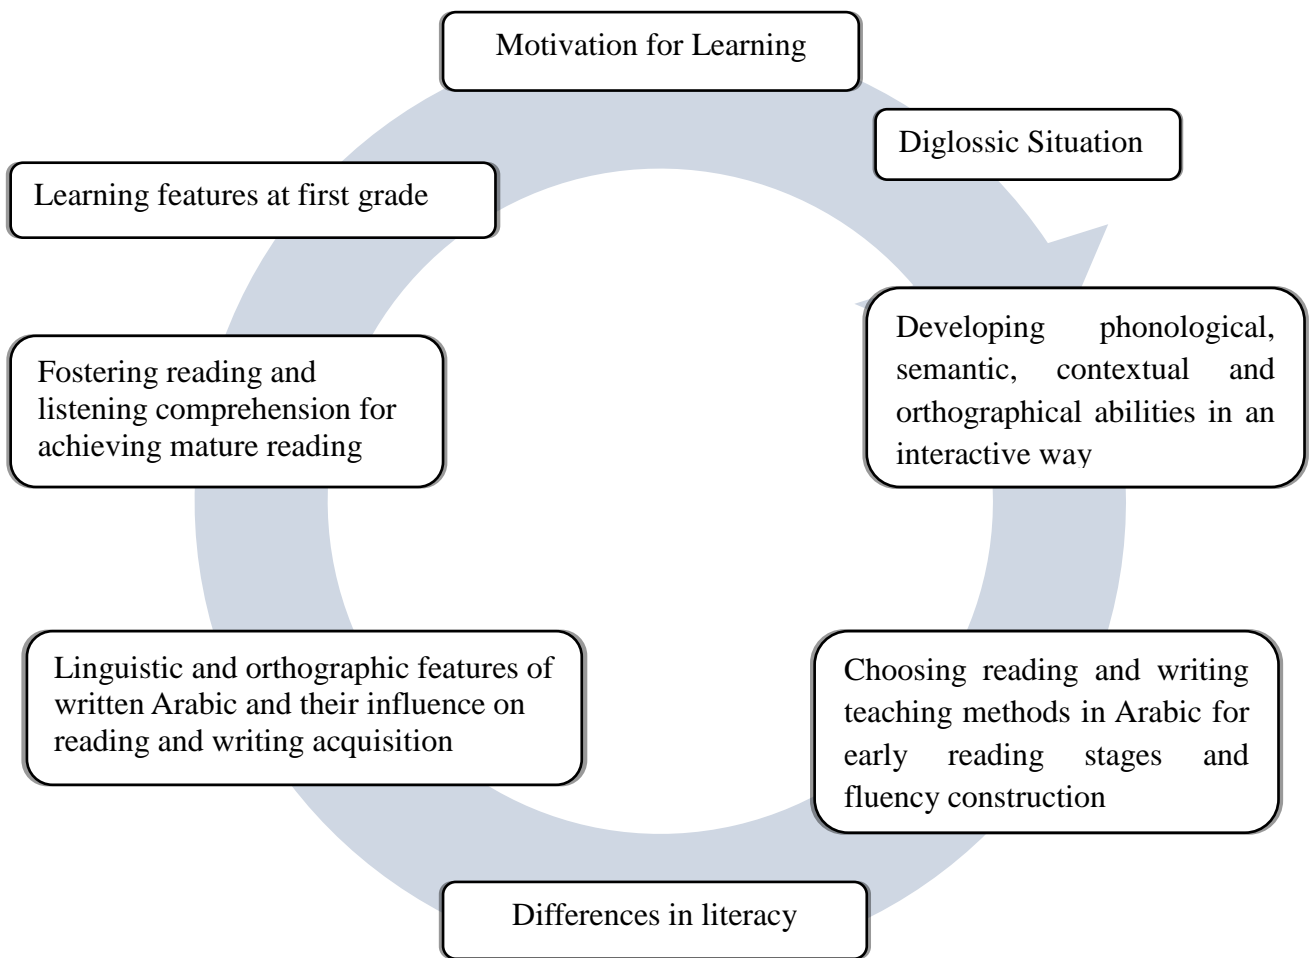 Motivation for Learning
Diglossic Situation
Learning features at first grade
Developing phonological,
semantic, contextual and
orthographical abilities in an
interactive way
Fostering reading and
listening comprehension for
achieving mature reading
Linguistic and orthographic features of
written Arabic and their influence on
reading and writing acquisition
Choosing reading and writing
teaching methods in Arabic for
early reading stages and
fluency construction
Differences in literacy